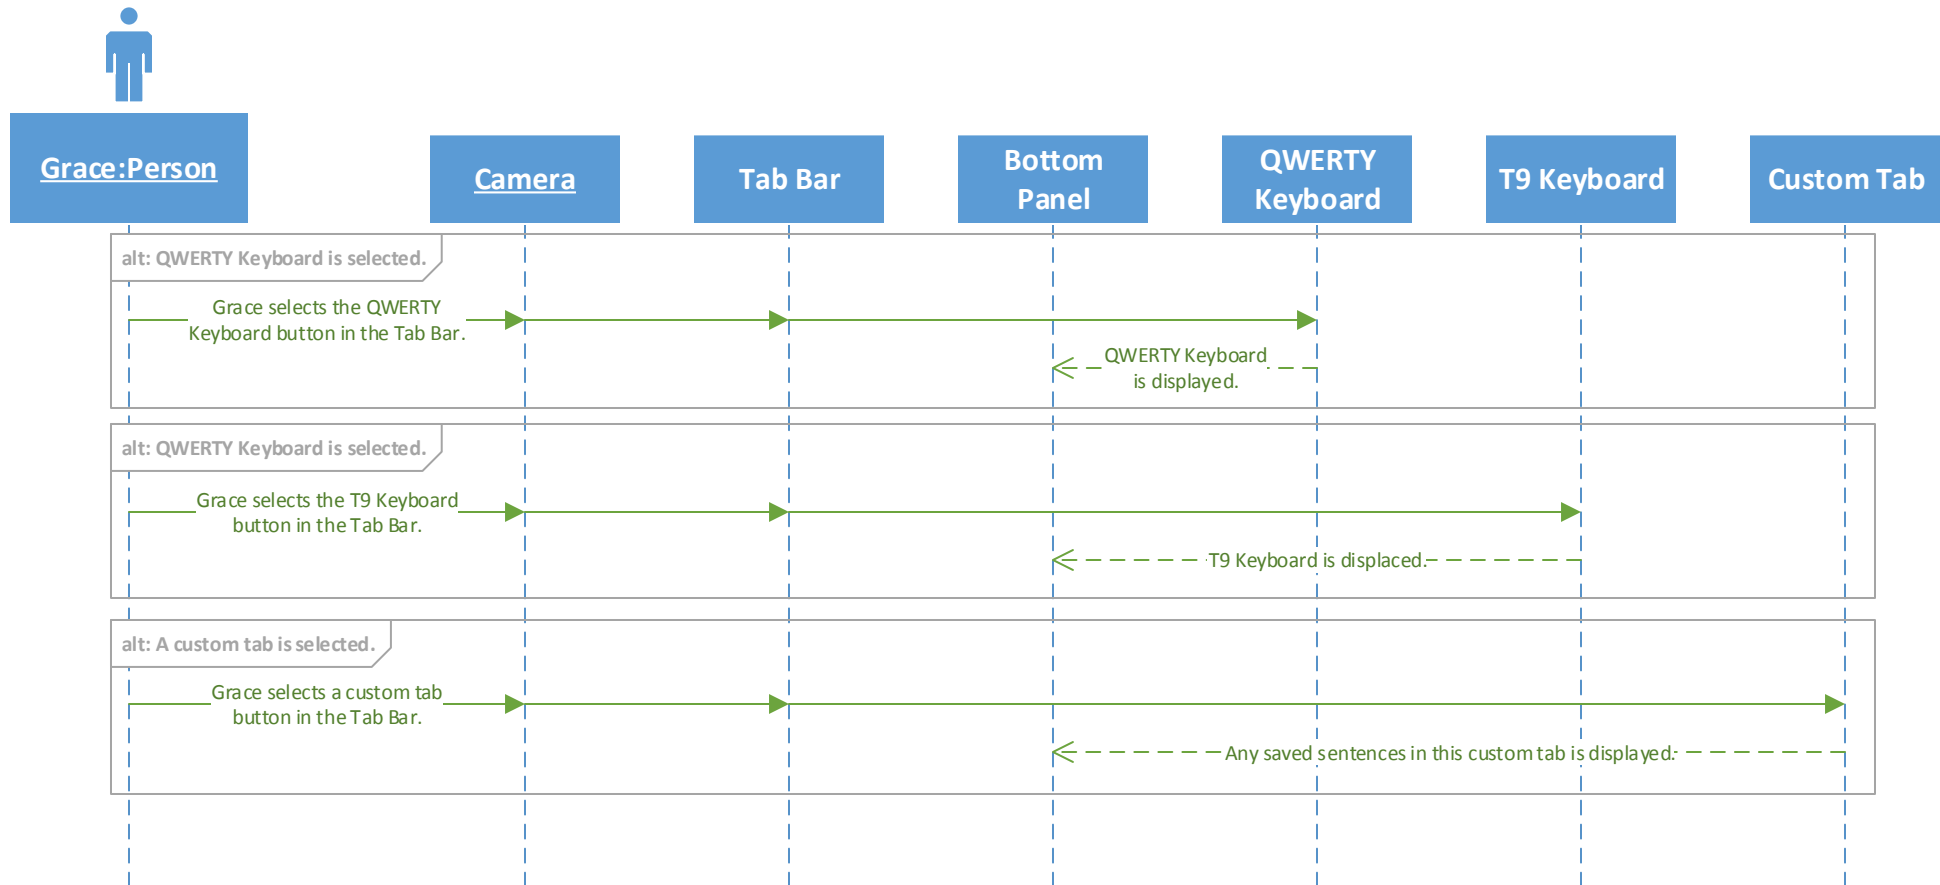 Grace:Person
Camera
Tab Bar
Bottom
Panel
QWERTY
Keyboard
T9 Keyboard
Custom Tab
alt: QWERTY Keyboard is selected.
Grace selects the QWERTY
Keyboard button in the Tab Bar.
QWERTY Keyboard
is displayed.
alt: QWERTY Keyboard is selected.
Grace selects the T9 Keyboard
button in the Tab Bar.
T9 Keyboard is displaced.
alt: A custom tab is selected.
Grace selects a custom tab
button in the Tab Bar.
Any saved sentences in this custom tab is displayed.